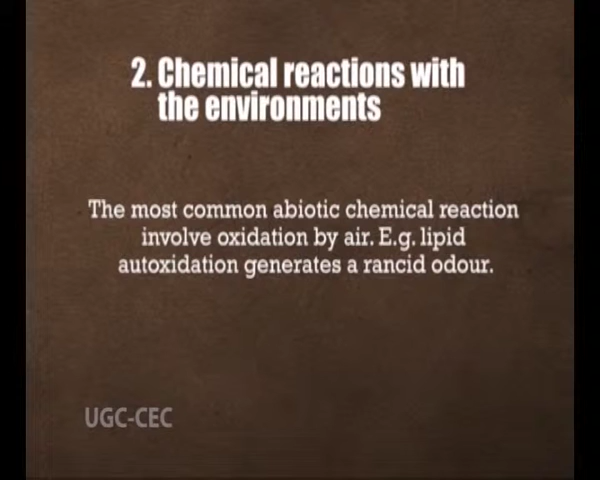 2. Chemical reactions with
the environments
The most common abiotic chemical reaction
involve oxidation by air. E.g. lipid
autoxidation generates a rancid odour.
UGC-CEC